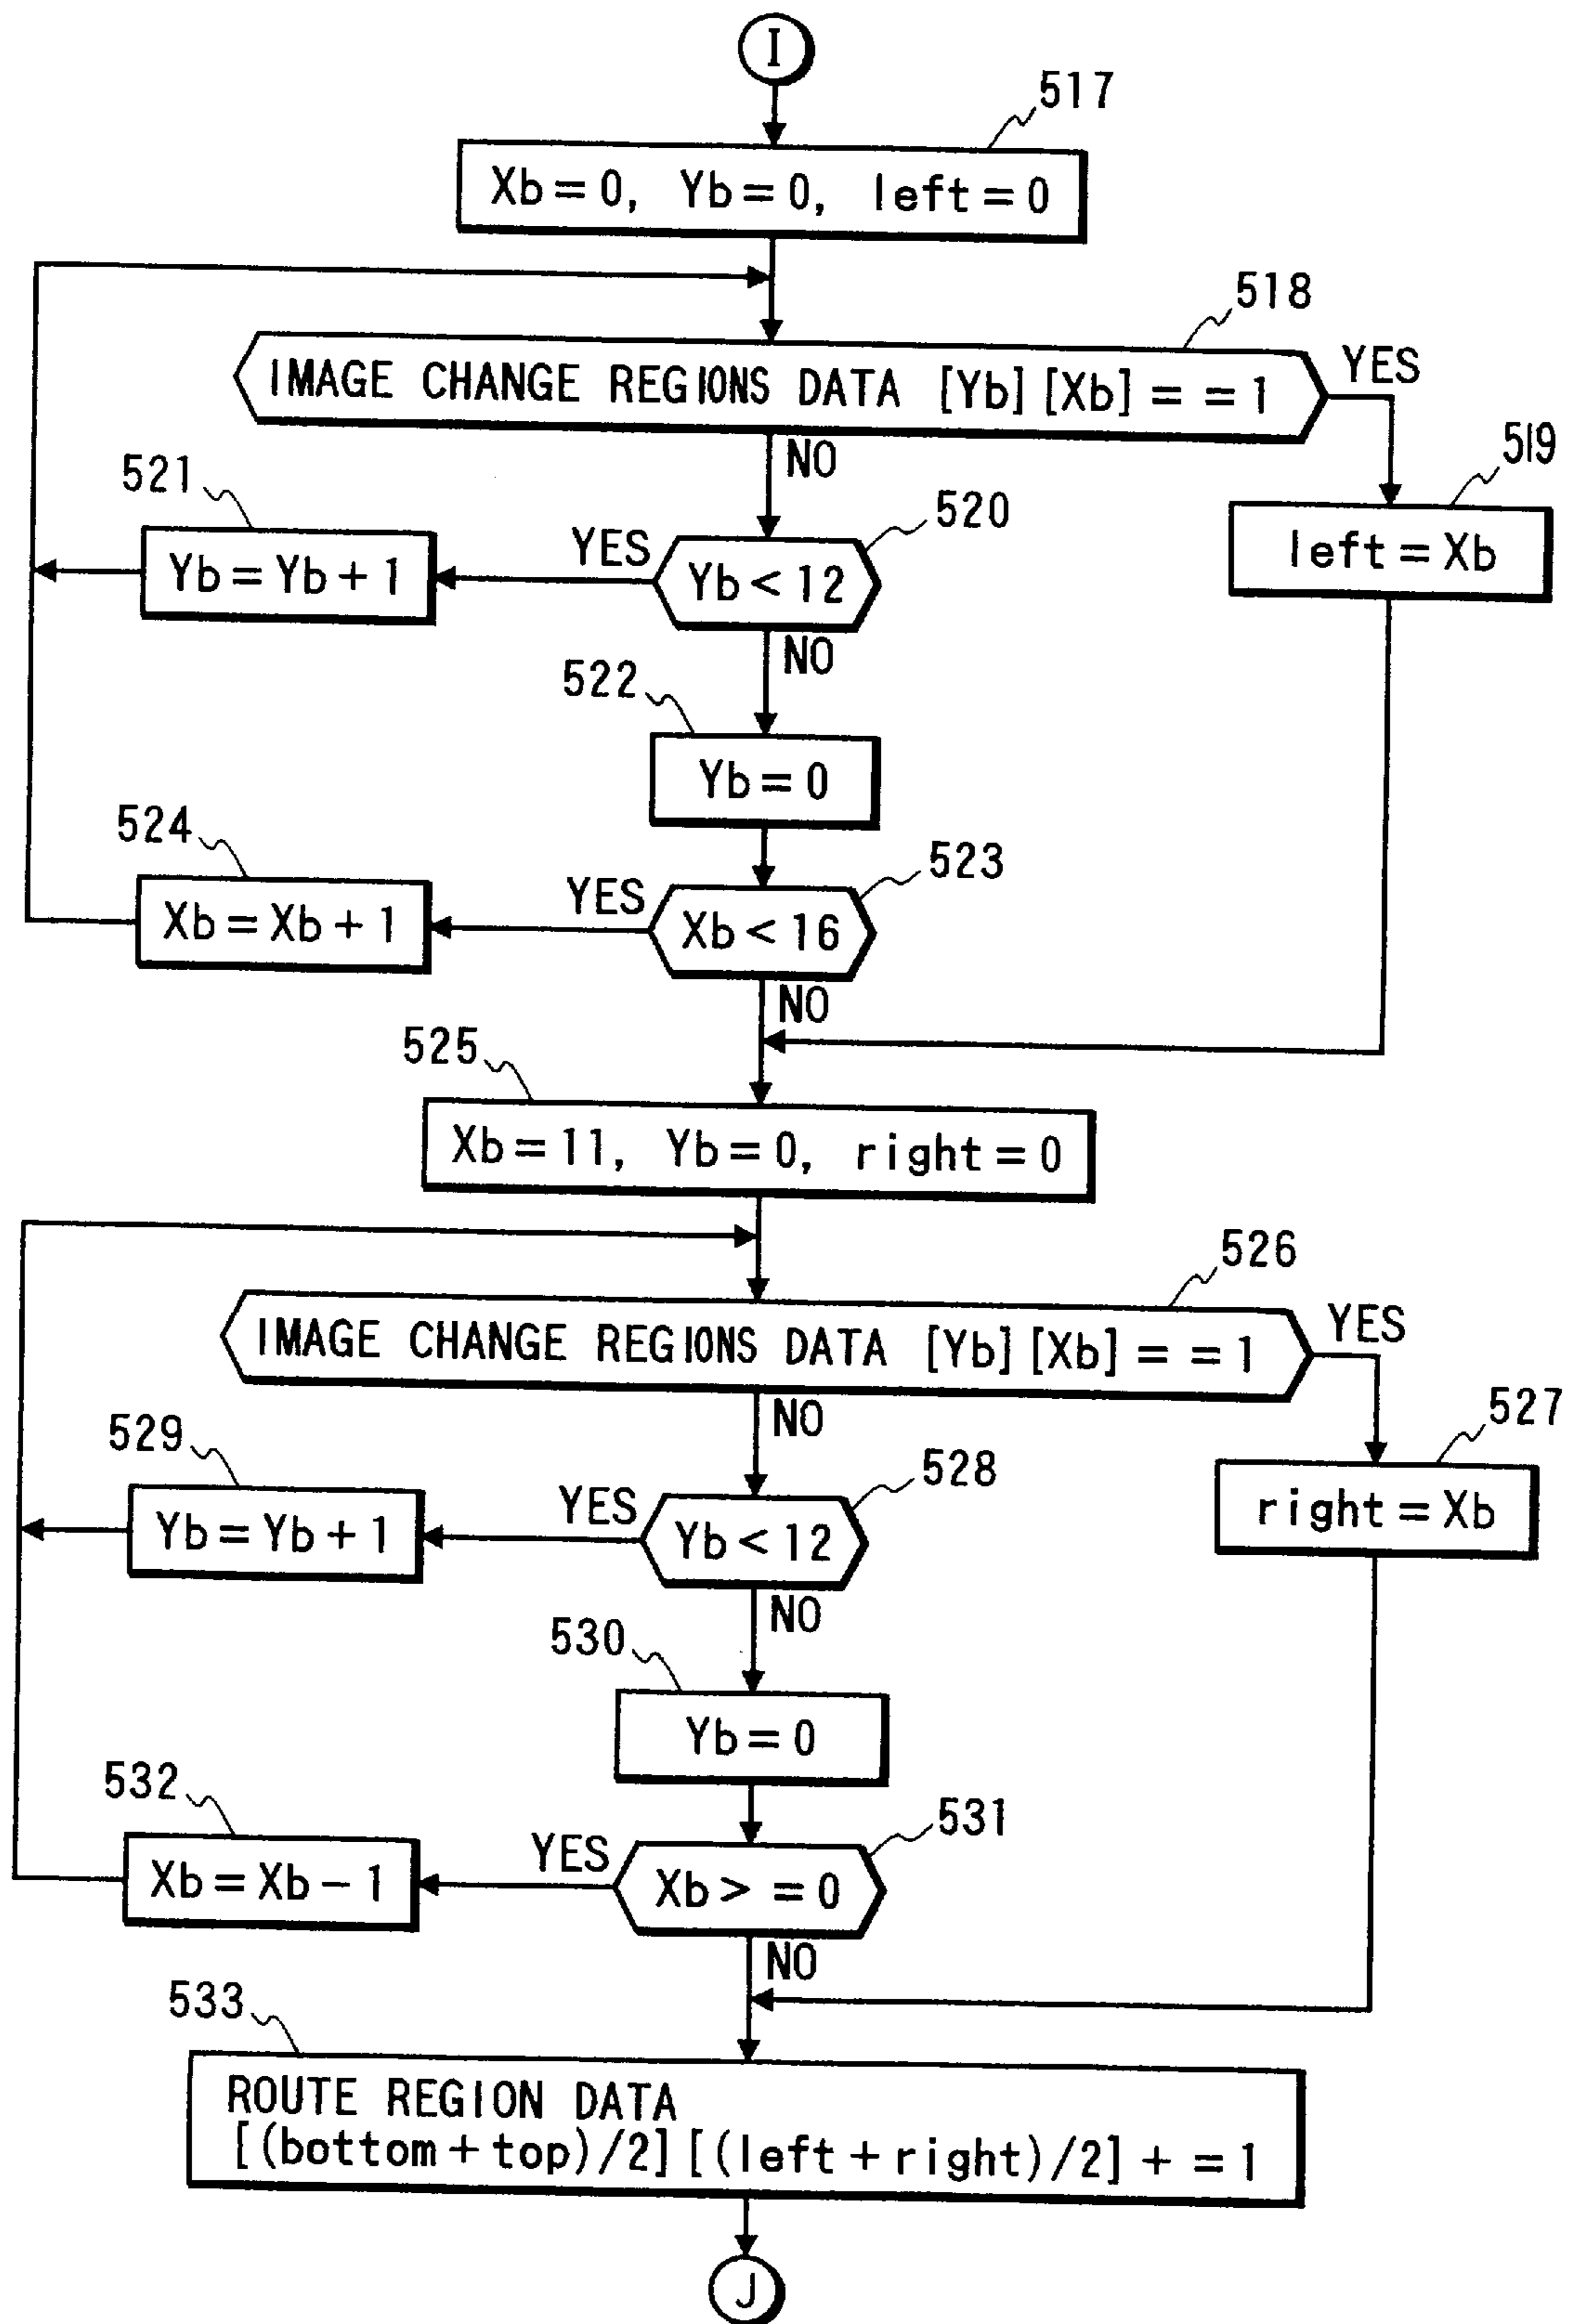 I
517
Xb = 0, Yb = 0, left = 0
518
IMAGE CHANGE REGIONS DATA [Yb] [Xb] = = 1
YES
NO
519
left = Xb
520
Yb < 12
YES
521
Yb = Yb + 1
NO
522
Yb = 0
523
Xb < 16
YES
524
Xb = Xb + 1
NO
525
Xb = 11, Yb = 0, right = 0
526
IMAGE CHANGE REGIONS DATA [Yb] [Xb] = = 1
YES
NO
527
right = Xb
528
Yb < 12
YES
529
Yb = Yb + 1
NO
530
Yb = 0
531
Xb > = 0
YES
532
Xb = Xb - 1
NO
533
ROUTE REGION DATA
[(bottom + top)/2] [(left + right)/2] + = 1
J